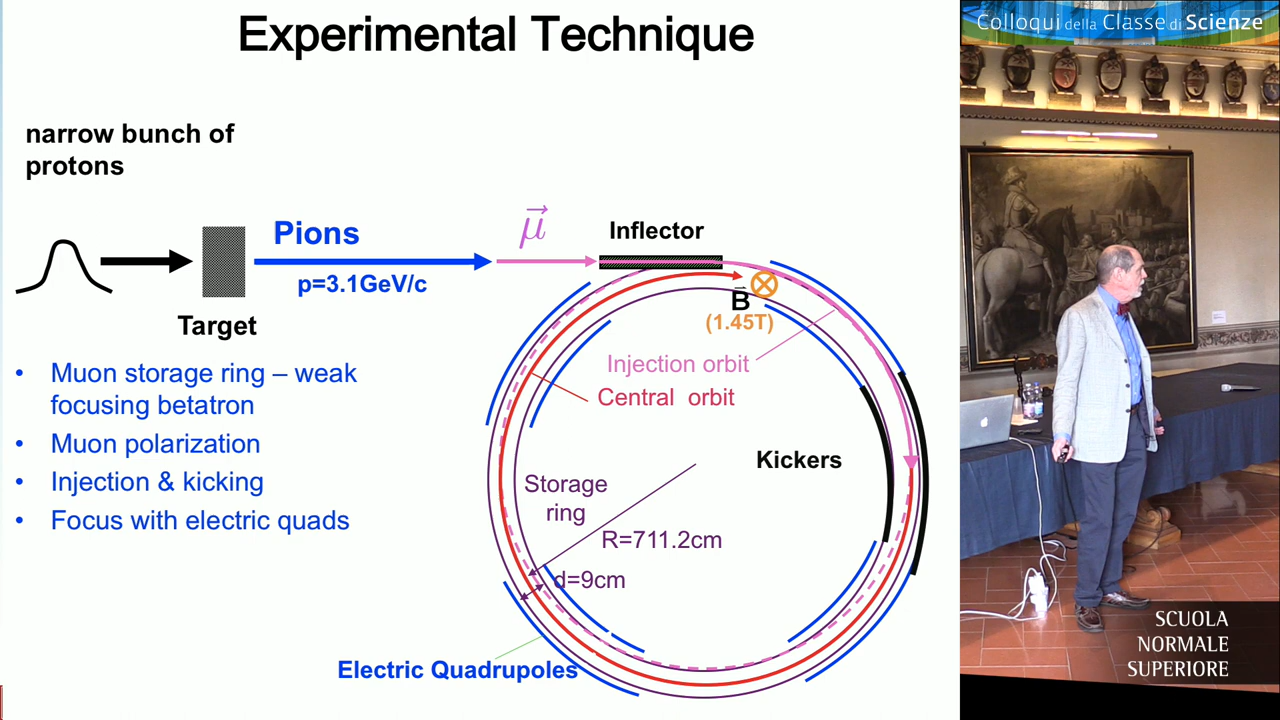 Experimental Technique
Colloqui della Classe di Scienze
narrow bunch of
protons
Pions
μ⃗
Inflector
p=3.1GeV/c
B⃗
(1.45T)
Target
Injection orbit
Central orbit
• Muon storage ring – weak
focusing betatron
• Muon polarization
• Injection & kicking
• Focus with electric quads
Kickers
Storage
ring
R=711.2cm
d=9cm
Electric Quadrupoles
SCUOLA
NORMALE
SUPERIORE